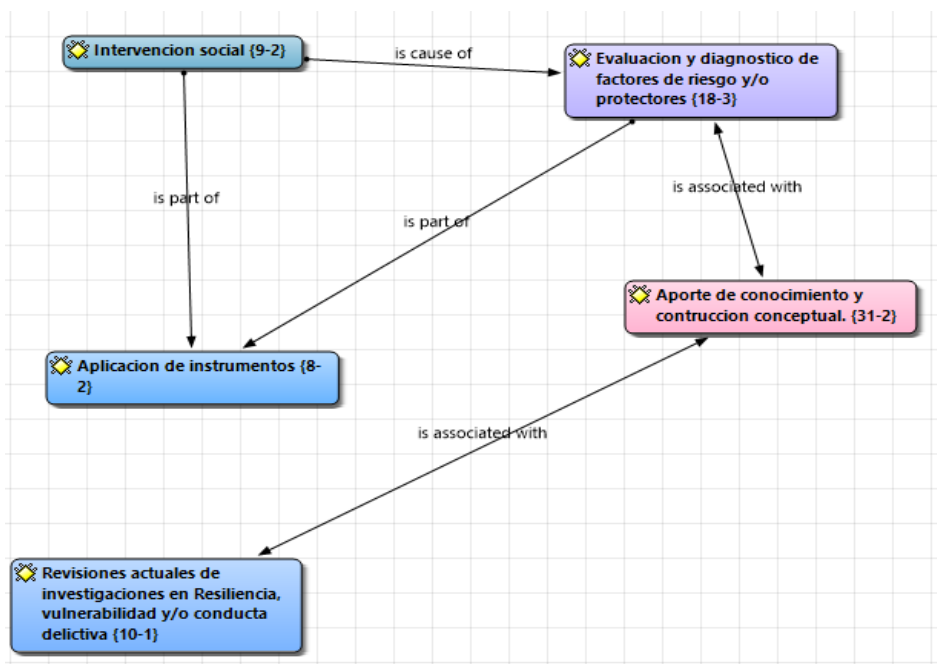 Intervencion social {9-2}
is cause of
Evaluacion y diagnostico de
factores de riesgo y/o
protectores {18-3}
is part of
is part of
is associated with
Aporte de conocimiento y
contruccion conceptual. {31-2}
Aplicacion de instrumentos {8-
2}
is associated with
Revisiones actuales de
investigaciones en Resiliencia,
vulnerabilidad y/o conducta
delictiva {10-1}